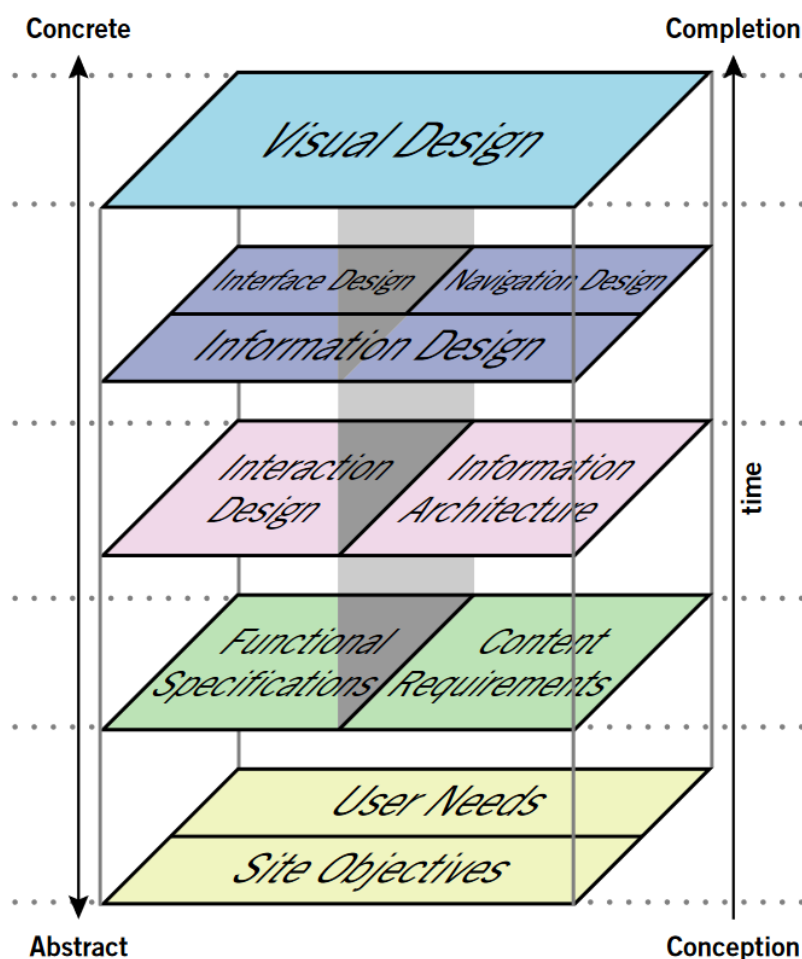 Concrete
Completion
Visual Design
Interface Design
Navigation Design
Information Design
Interaction
Design
Information
Architecture
time
Functional
Specifications
Content
Requirements
User Needs
Site Objectives
Abstract
Conception